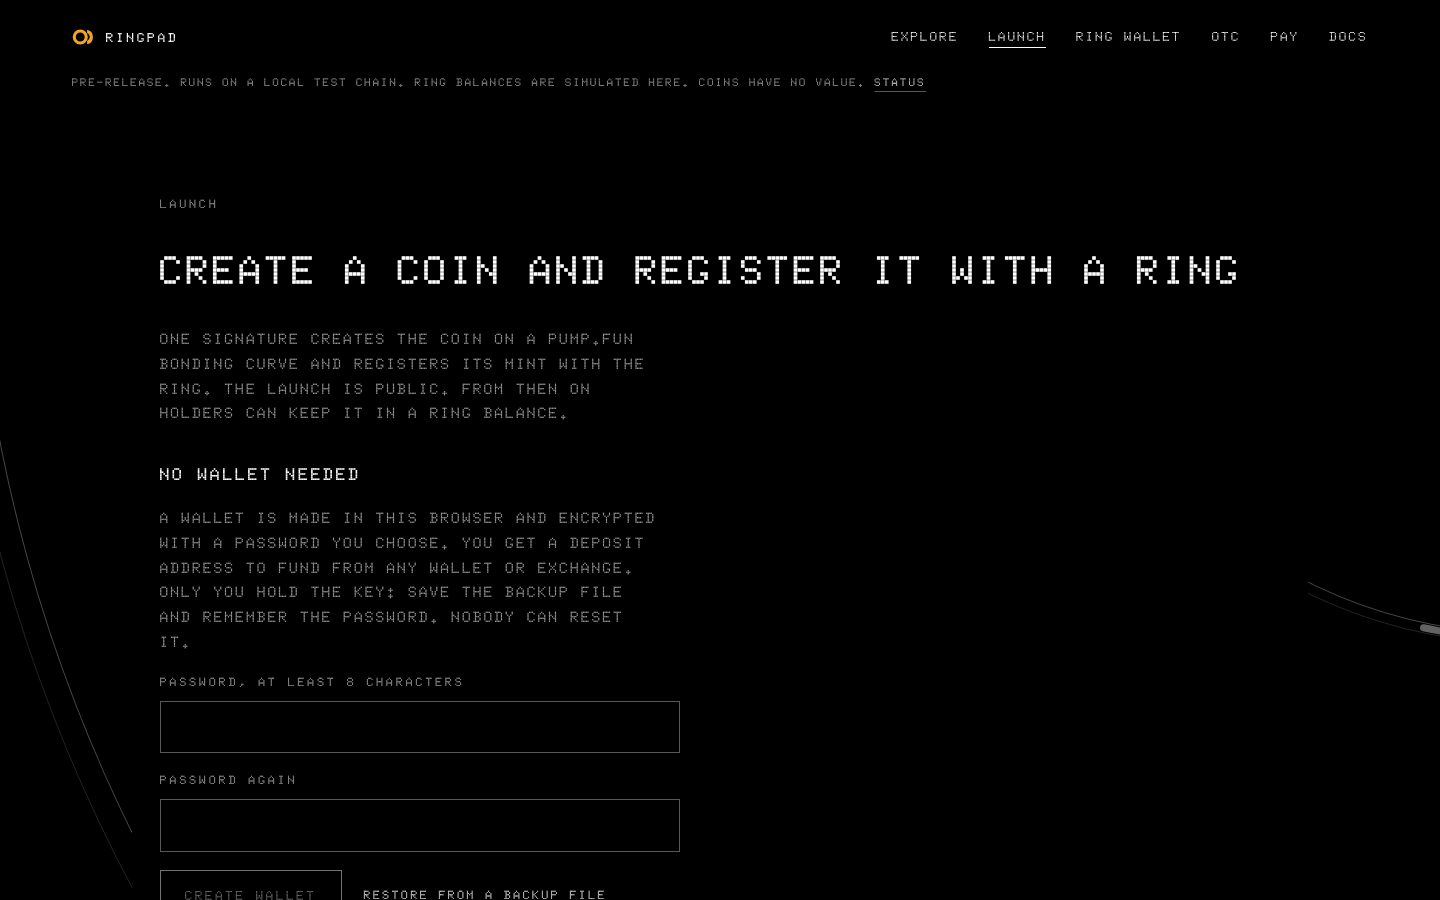 RINGPAD
EXPLORE LAUNCH RING WALLET OTC PAY DOCS
PRE-RELEASE. RUNS ON A LOCAL TEST CHAIN. RING BALANCES ARE SIMULATED HERE. COINS HAVE NO VALUE. STATUS
LAUNCH
CREATE A COIN AND REGISTER IT WITH A RING
ONE SIGNATURE CREATES THE COIN ON A PUMP.FUN
BONDING CURVE AND REGISTERS ITS MINT WITH THE
RING. THE LAUNCH IS PUBLIC. FROM THEN ON
HOLDERS CAN KEEP IT IN A RING BALANCE.
NO WALLET NEEDED
A WALLET IS MADE IN THIS BROWSER AND ENCRYPTED
WITH A PASSWORD YOU CHOOSE. YOU GET A DEPOSIT
ADDRESS TO FUND FROM ANY WALLET OR EXCHANGE.
ONLY YOU HOLD THE KEY: SAVE THE BACKUP FILE
AND REMEMBER THE PASSWORD. NOBODY CAN RESET
IT.
PASSWORD, AT LEAST 8 CHARACTERS
PASSWORD AGAIN
CREATE WALLET RESTORE FROM A BACKUP FILE